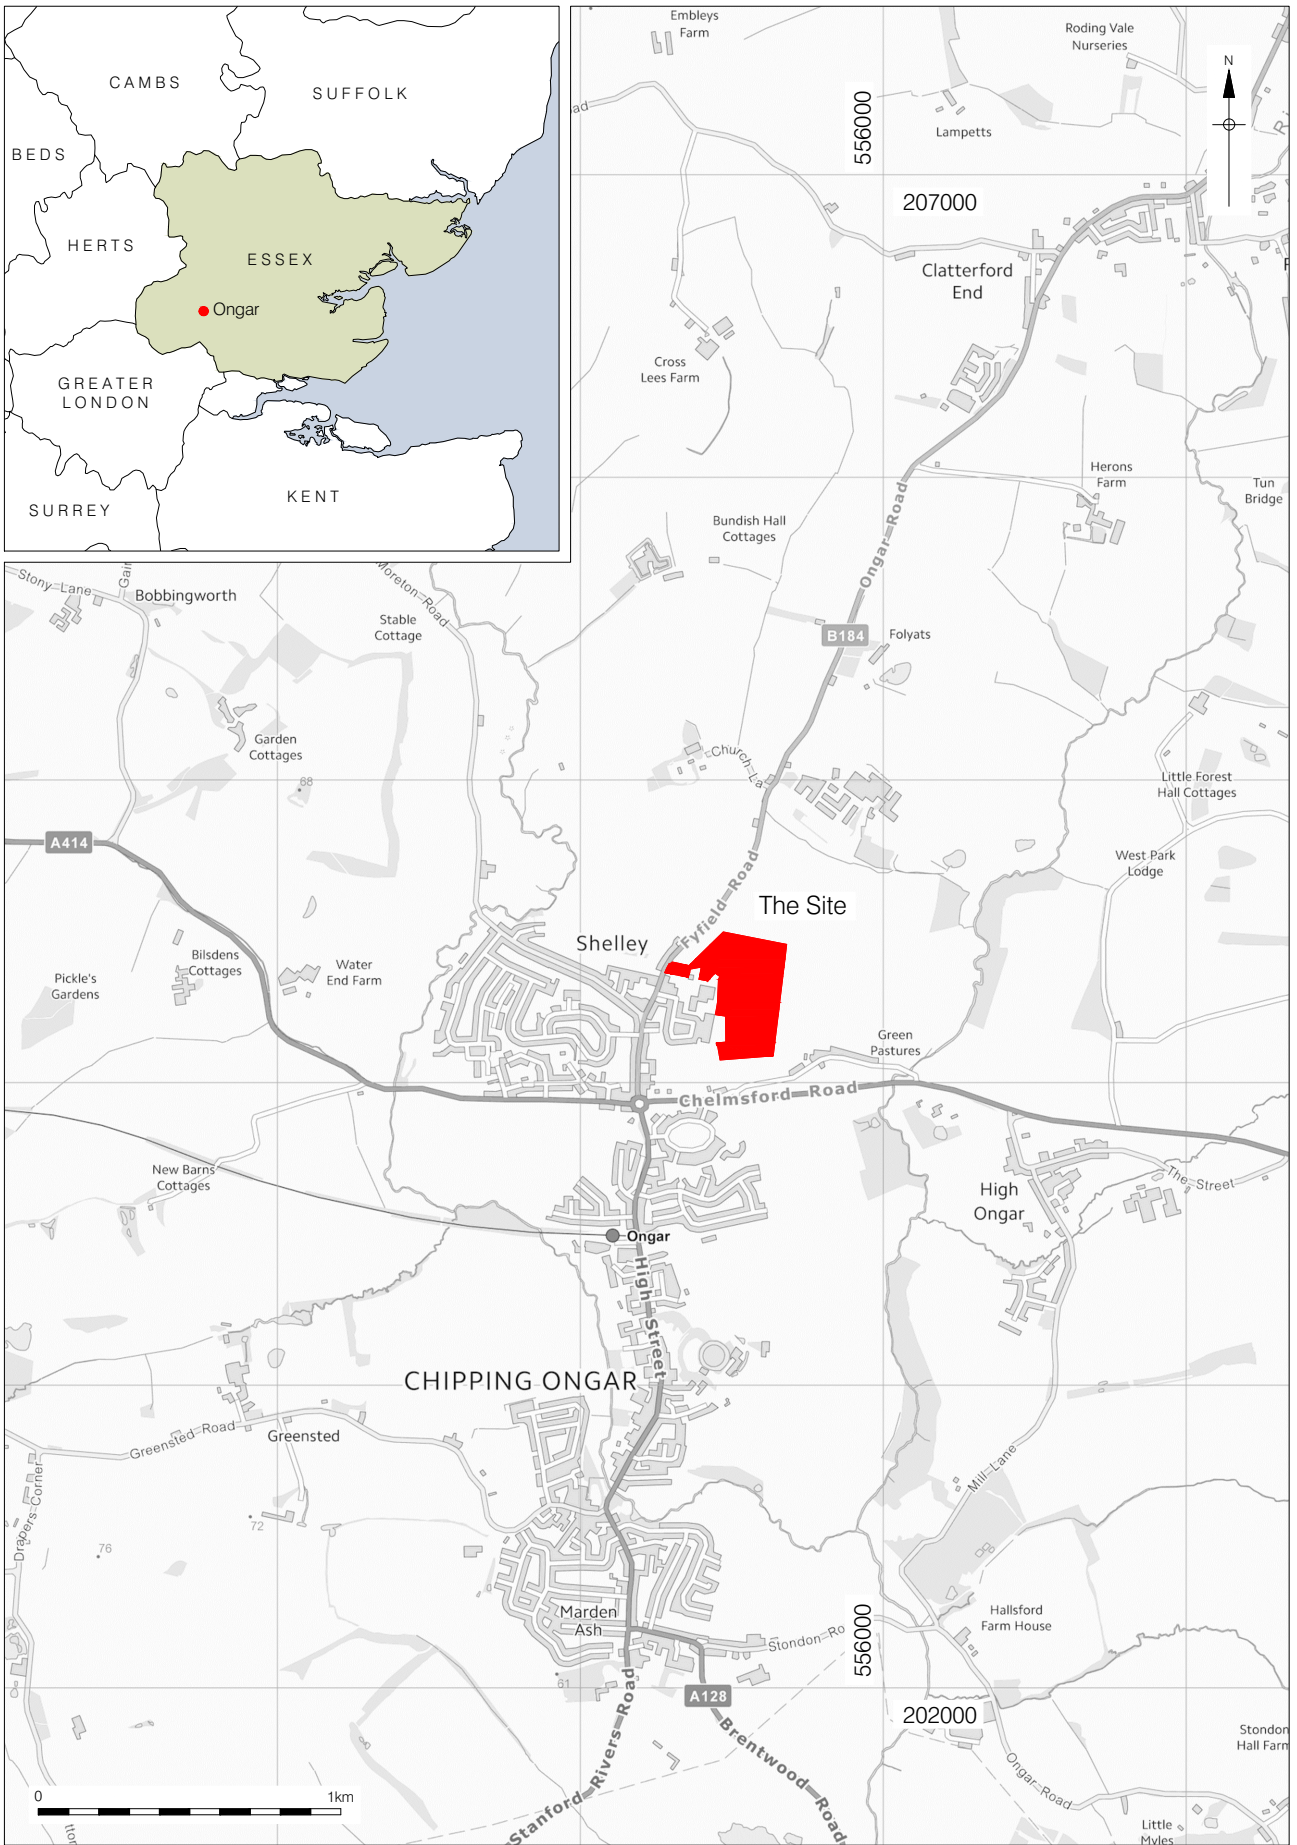 CAMBS
SUFFOLK
BEDS
HERTS
ESSEX
Ongar
GREATER
LONDON
KENT
SURREY
Embleys
Farm
Roding Vale
Nurseries
N
556000
Lampetts
207000
Clatterford
End
Cross
Lees Farm
Herons
Farm
Tun
Bridge
Ongar Road
Bundish Hall
Cottages
Stony Lane
Bobbingworth
Moreton Road
Stable
Cottage
B184
Folyats
Garden
Cottages
68
Church La
Little Forest
Hall Cottages
A414
West Park
Lodge
Fyfield Road
The Site
Shelley
Bilsdens
Cottages
Water
End Farm
Pickle's
Gardens
Green
Pastures
Chelmsford Road
New Barns
Cottages
The Street
High
Ongar
Ongar
High Street
CHIPPING ONGAR
Greensted Road
Greensted
Mill Lane
Drapers Corner
72
76
Marden
Ash
Hallsford
Farm House
Stondon Ro
556000
61
A128
202000
Stanford Rivers Road
Brentwood Road
Stondon
Hall Farm
Ongar Road
0
1km
Little
Myles